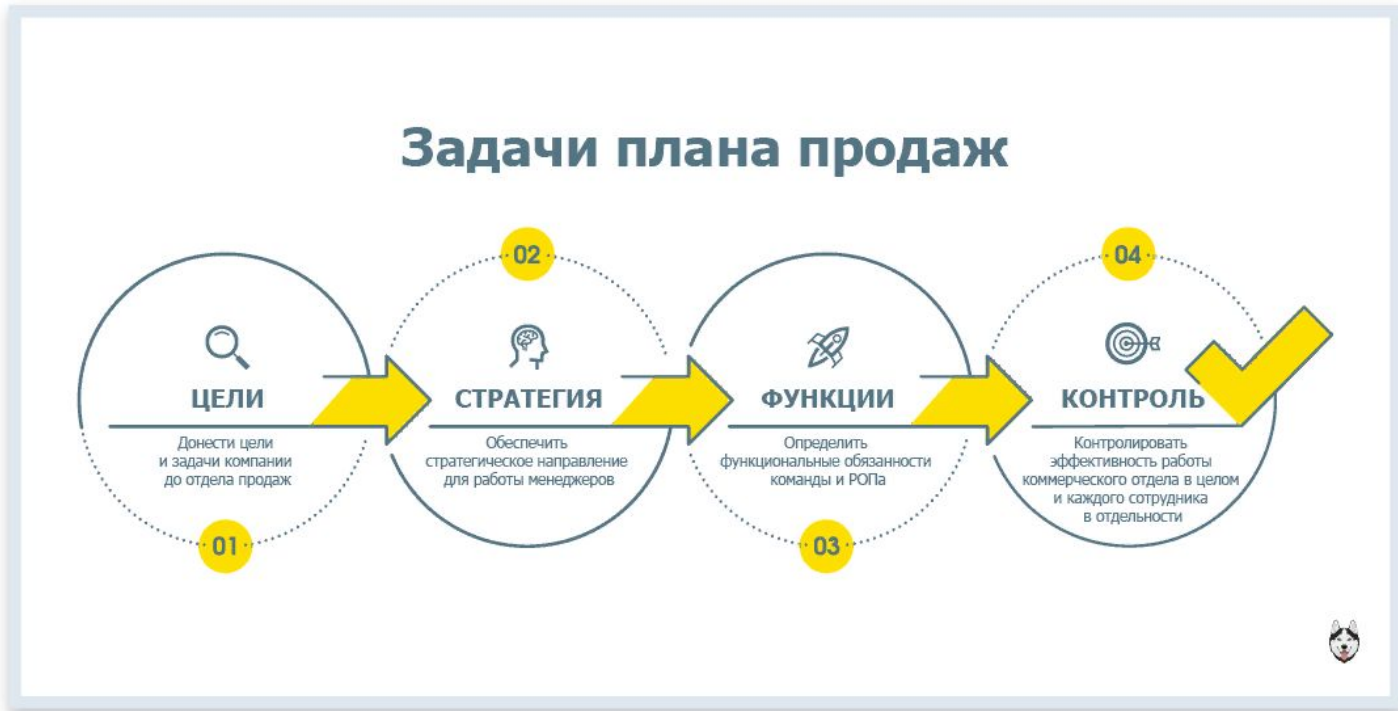 Задачи плана продаж
01
ЦЕЛИ
Донести цели
и задачи компании
до отдела продаж
02
СТРАТЕГИЯ
Обеспечить
стратегическое направление
для работы менеджеров
03
ФУНКЦИИ
Определить
функциональные обязанности
команды и РОПа
04
КОНТРОЛЬ
Контролировать
эффективность работы
коммерческого отдела в целом
и каждого сотрудника
в отдельности